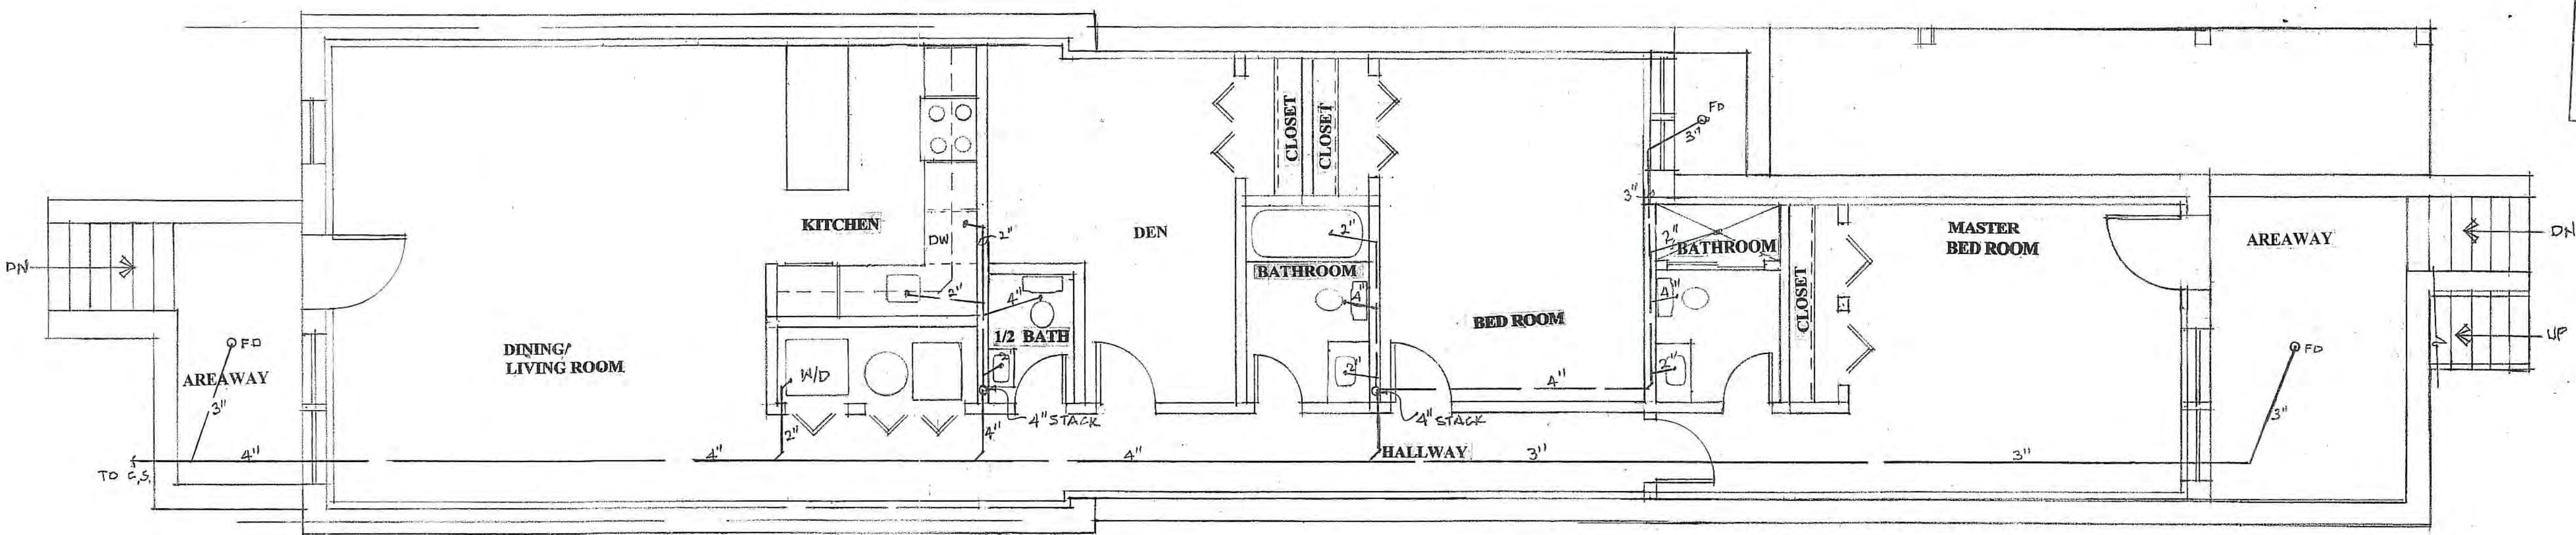 DN
AREAWAY
FD
3"
4"
TO C.S.
DINING/
LIVING ROOM
4"
KITCHEN
DW
2"
2"
W/D
2"
4"
1/2 BATH
2"
4"
4" STACK
DEN
4"
CLOSET
CLOSET
2"
BATHROOM
4"
2"
4" STACK
HALLWAY
BED ROOM
4"
3"
FD
3"
3"
2"
BATHROOM
4"
2"
CLOSET
MASTER
BED ROOM
3"
AREAWAY
FD
3"
DN
UP